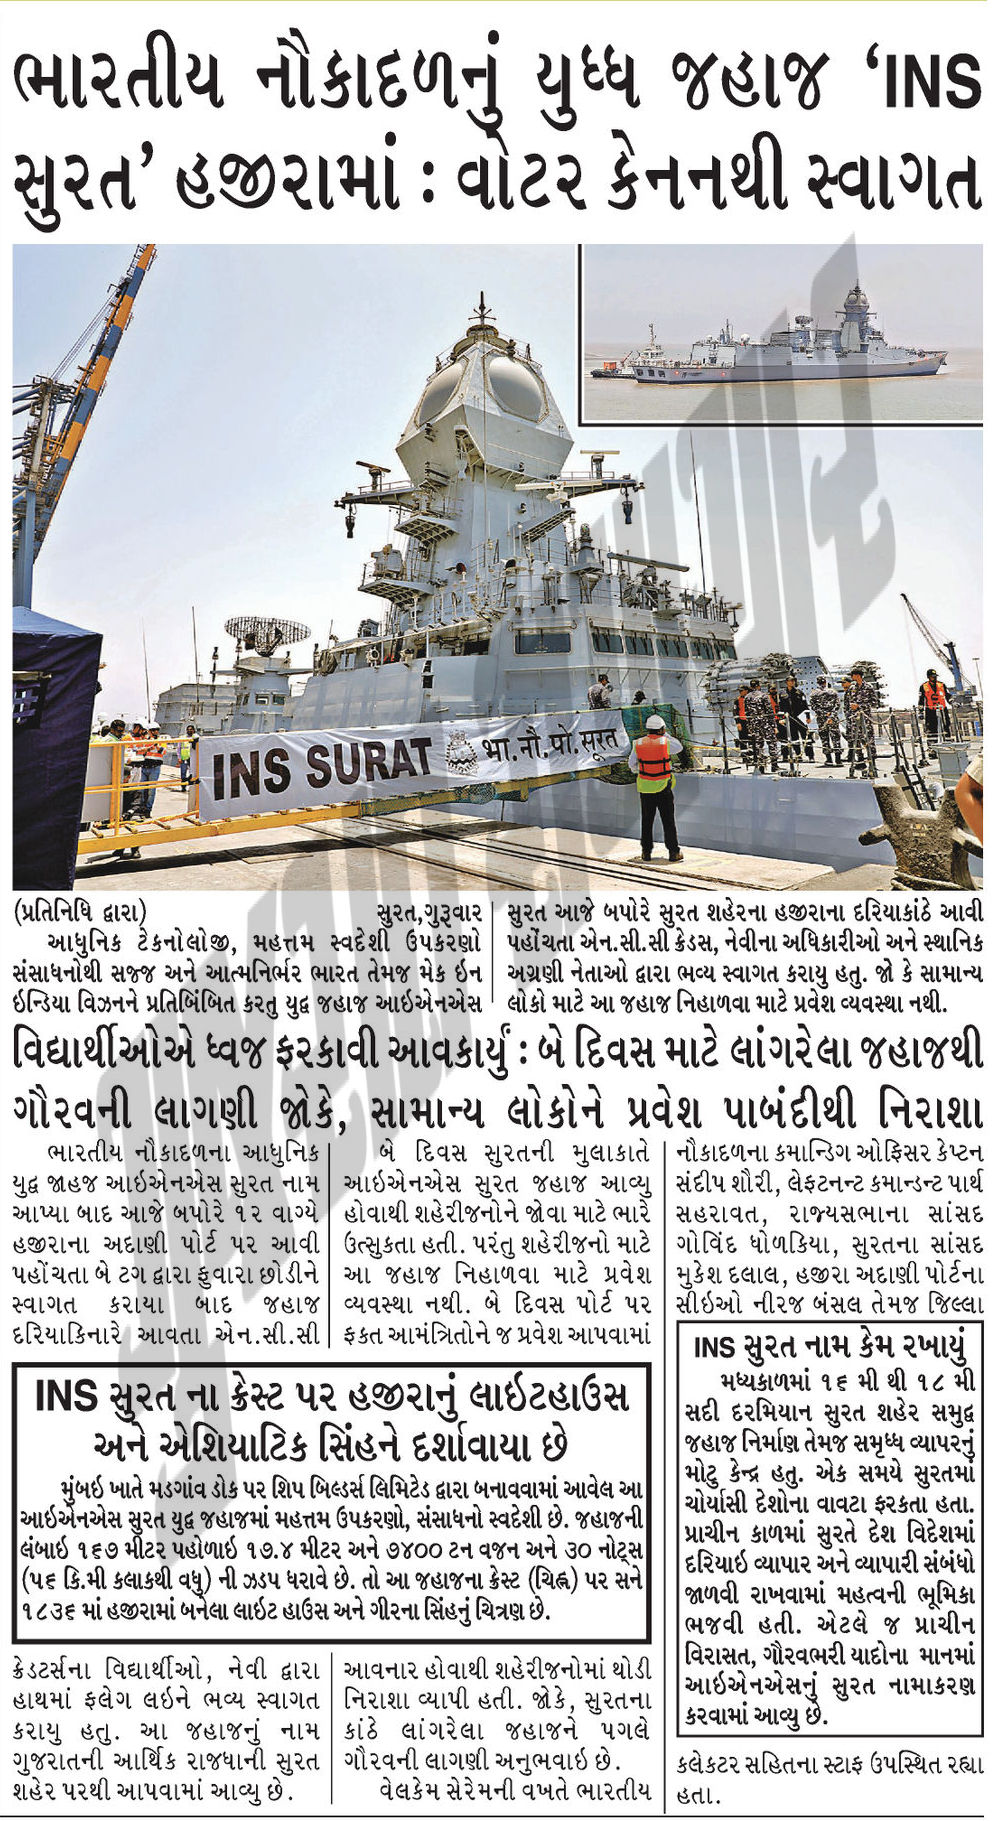 ભારતીય નૌકાદળનું યુધ્ધ જહાજ ‘INS
સુરત’ હજીરામાં : વોટર કેનનથી સ્વાગત
INS SURAT भा. नौ. पो. सूरत
(પ્રતિનિધિ દ્વારા) સુરત,ગુરૂવાર
આધુનિક ટેકનોલોજી, મહત્તમ સ્વદેશી ઉપકરણો
સંસાધનોથી સજ્જ અને આત્મનિર્ભર ભારત તેમજ મેક ઈન
ઇન્ડિયા વિઝનને પ્રતિબિંબિત કરતુ યુદ્ધ જહાજ આઇએનએસ
સુરત આજે બપોરે સુરત શહેરના હજીરાના દરિયાકાંઠે આવી
પહોંચતા એન.સી.સી ક્રેડસ, નેવીના અધિકારીઓ અને સ્થાનિક
અગ્રણી નેતાઓ દ્વારા ભવ્ય સ્વાગત કરાયુ હતુ. જો કે સામાન્ય
લોકો માટે આ જહાજ નિહાળવા માટે પ્રવેશ વ્યવસ્થા નથી.
વિદ્યાર્થીઓએ ધ્વજ ફરકાવી આવકાર્યું : બે દિવસ માટે લાંગરેલા જહાજથી
ગૌરવની લાગણી જોકે, સામાન્ય લોકોને પ્રવેશ પાબંદીથી નિરાશા
ભારતીય નૌકાદળના આધુનિક
યુદ્ધ જાહજ આઇએનએસ સુરત નામ
આપ્યા બાદ આજે બપોરે ૧૨ વાગ્યે
હજીરાના અદાણી પોર્ટ પર આવી
પહોંચતા બે ટગ દ્વારા ફુવારા છોડીને
સ્વાગત કરાયા બાદ જહાજ
દરિયાકિનારે આવતા એન.સી.સી
ક્રેડટર્સના વિદ્યાર્થીઓ, નેવી દ્વારા
હાથમાં ફલેગ લઇને ભવ્ય સ્વાગત
કરાયુ હતુ. આ જહાજનું નામ
ગુજરાતની આર્થિક રાજધાની સુરત
શહેર પરથી આપવામાં આવ્યુ છે.
બે દિવસ સુરતની મુલાકાતે
આઇએનએસ સુરત જહાજ આવ્યુ
હોવાથી શહેરીજનોને જોવા માટે ભારે
ઉત્સુકતા હતી. પરંતુ શહેરીજનો માટે
આ જહાજ નિહાળવા માટે પ્રવેશ
વ્યવસ્થા નથી. બે દિવસ પોર્ટ પર
ફકત આમંત્રિતોને જ પ્રવેશ આપવામાં
આવનાર હોવાથી શહેરીજનોમાં થોડી
નિરાશા વ્યાપી હતી. જોકે, સુરતના
કાંઠે લાંગરેલા જહાજને પગલે
ગૌરવની લાગણી અનુભવાઇ છે.
વેલકેમ સેરેમની વખતે ભારતીય
નૌકાદળના કમાન્ડિગ ઓફિસર કેપ્ટન
સંદીપ શૌરી, લેફટનન્ટ કમાન્ડન્ટ પાર્થ
સહરાવત, રાજ્યસભાના સાંસદ
ગોવિંદ ધોળકિયા, સુરતના સાંસદ
મુકેશ દલાલ, હજીરા અદાણી પોર્ટના
સીઇઓ નીરજ બંસલ તેમજ જિલ્લા
કલેકટર સહિતના સ્ટાફ ઉપસ્થિત રહ્યા
હતા.
INS સુરત ના ક્રેસ્ટ પર હજીરાનું લાઇટહાઉસ
અને એશિયાટિક સિંહને દર્શાવાયા છે
મુંબઇ ખાતે મડગાંવ ડોક પર શિપ બિલ્ડર્સ લિમિટેડ દ્વારા બનાવવામાં આવેલ આ
આઇએનએસ સુરત યુદ્ધ જહાજમાં મહત્તમ ઉપકરણો, સંસાધનો સ્વદેશી છે. જહાજની
લંબાઇ ૧૬૭ મીટર પહોળાઇ ૧૭.૪ મીટર અને ૭૪૦૦ ટન વજન અને ૩૦ નોટ્સ
(૫૬ કિ.મી કલાકથી વધુ) ની ઝડપ ધરાવે છે. તો આ જહાજના ક્રેસ્ટ (ચિહ્ન) પર સને
૧૮૩૬ માં હજીરામાં બનેલા લાઇટ હાઉસ અને ગીરના સિંહનું ચિત્રણ છે.
INS સુરત નામ કેમ રખાયું
મધ્યકાળમાં ૧૬ મી થી ૧૮ મી
સદી દરમિયાન સુરત શહેર સમુદ્ર
જહાજ નિર્માણ તેમજ સમૃધ્ધ વ્યાપરનું
મોટુ કેન્દ્ર હતુ. એક સમયે સુરતમાં
ચોર્યાસી દેશોના વાવટા ફરકતા હતા.
પ્રાચીન કાળમાં સુરતે દેશ વિદેશમાં
દરિયાઇ વ્યાપાર અને વ્યાપારી સંબંધો
જાળવી રાખવામાં મહત્વની ભૂમિકા
ભજવી હતી. એટલે જ પ્રાચીન
વિરાસત, ગૌરવભરી યાદોના માનમાં
આઇએનએસનું સુરત નામાકરણ
કરવામાં આવ્યુ છે.